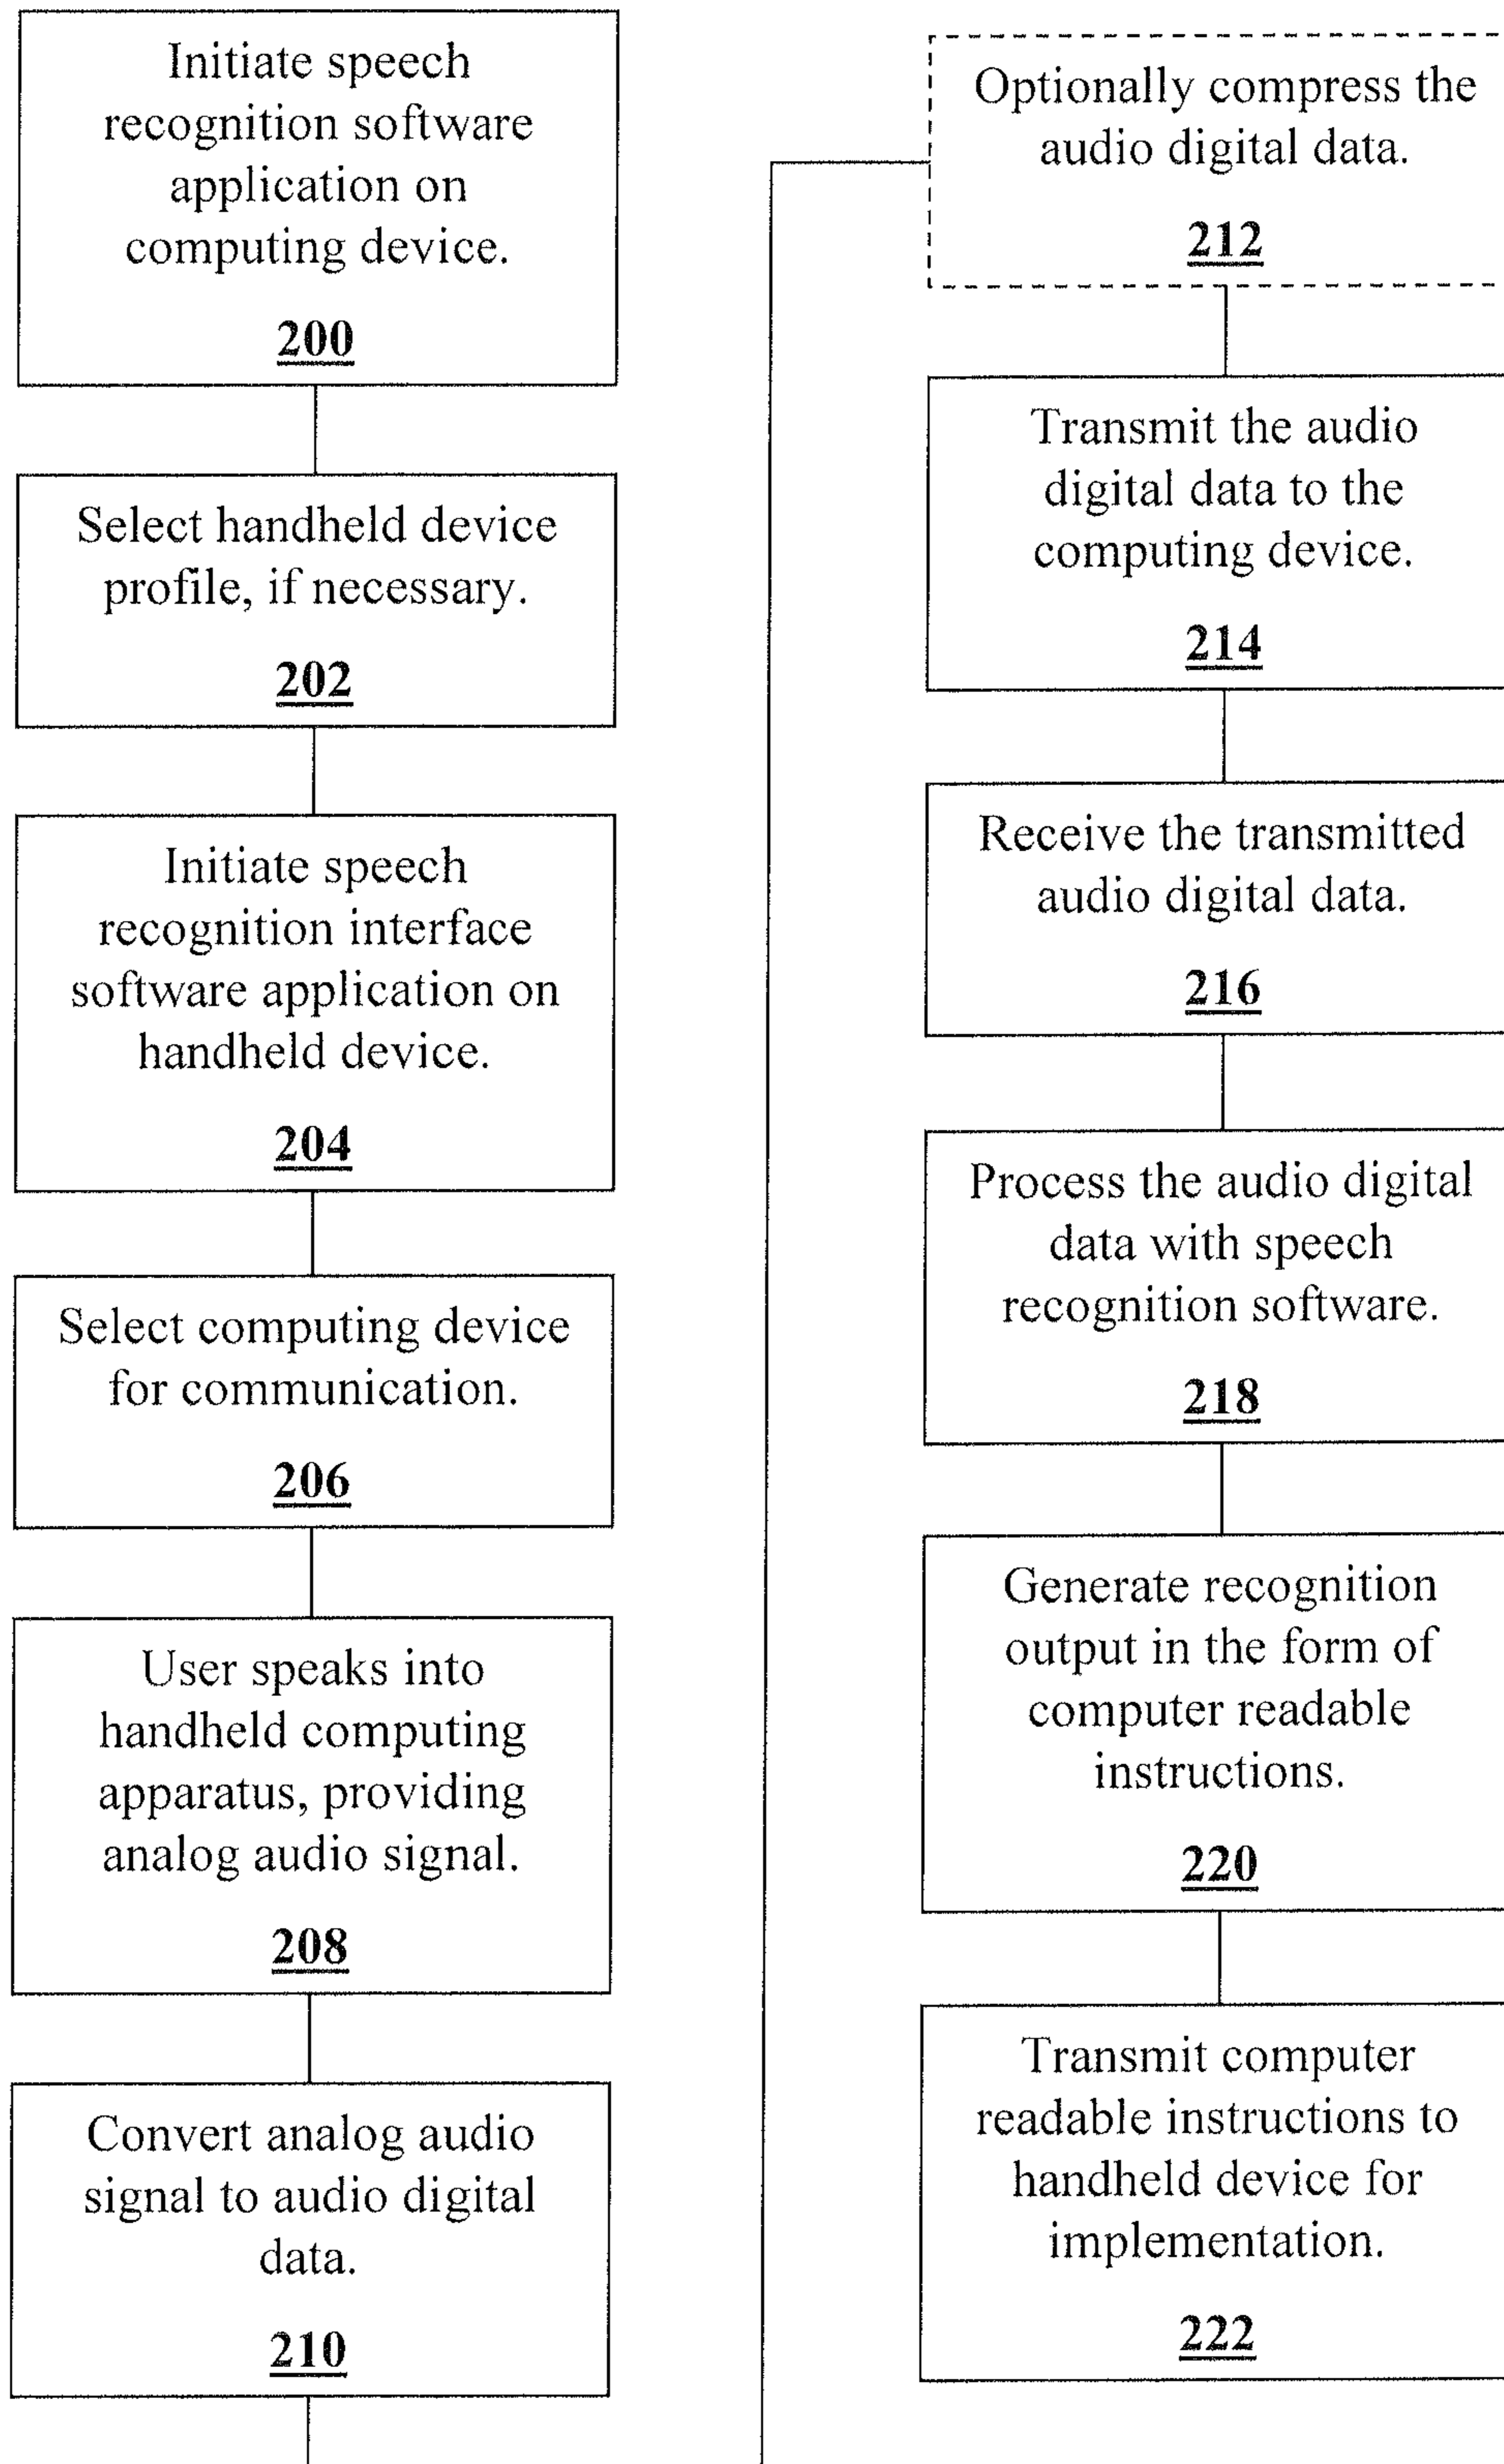 Initiate speech
recognition software
application on
computing device.
200
Select handheld device
profile, if necessary.
202
Initiate speech
recognition interface
software application on
handheld device.
204
Select computing device
for communication.
206
User speaks into
handheld computing
apparatus, providing
analog audio signal.
208
Convert analog audio
signal to audio digital
data.
210
Optionally compress the
audio digital data.
212
Transmit the audio
digital data to the
computing device.
214
Receive the transmitted
audio digital data.
216
Process the audio digital
data with speech
recognition software.
218
Generate recognition
output in the form of
computer readable
instructions.
220
Transmit computer
readable instructions to
handheld device for
implementation.
222